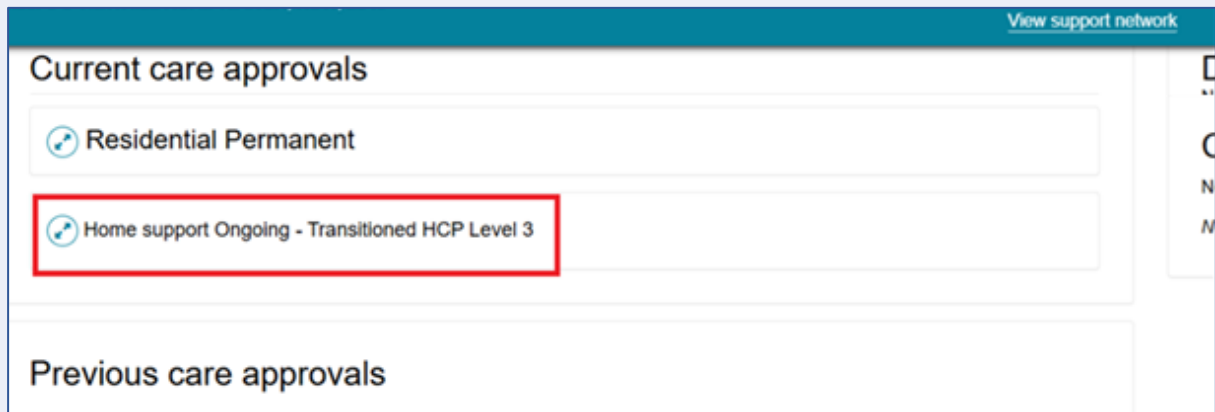 View support network
Current care approvals
Residential Permanent
Home support Ongoing - Transitioned HCP Level 3
Previous care approvals